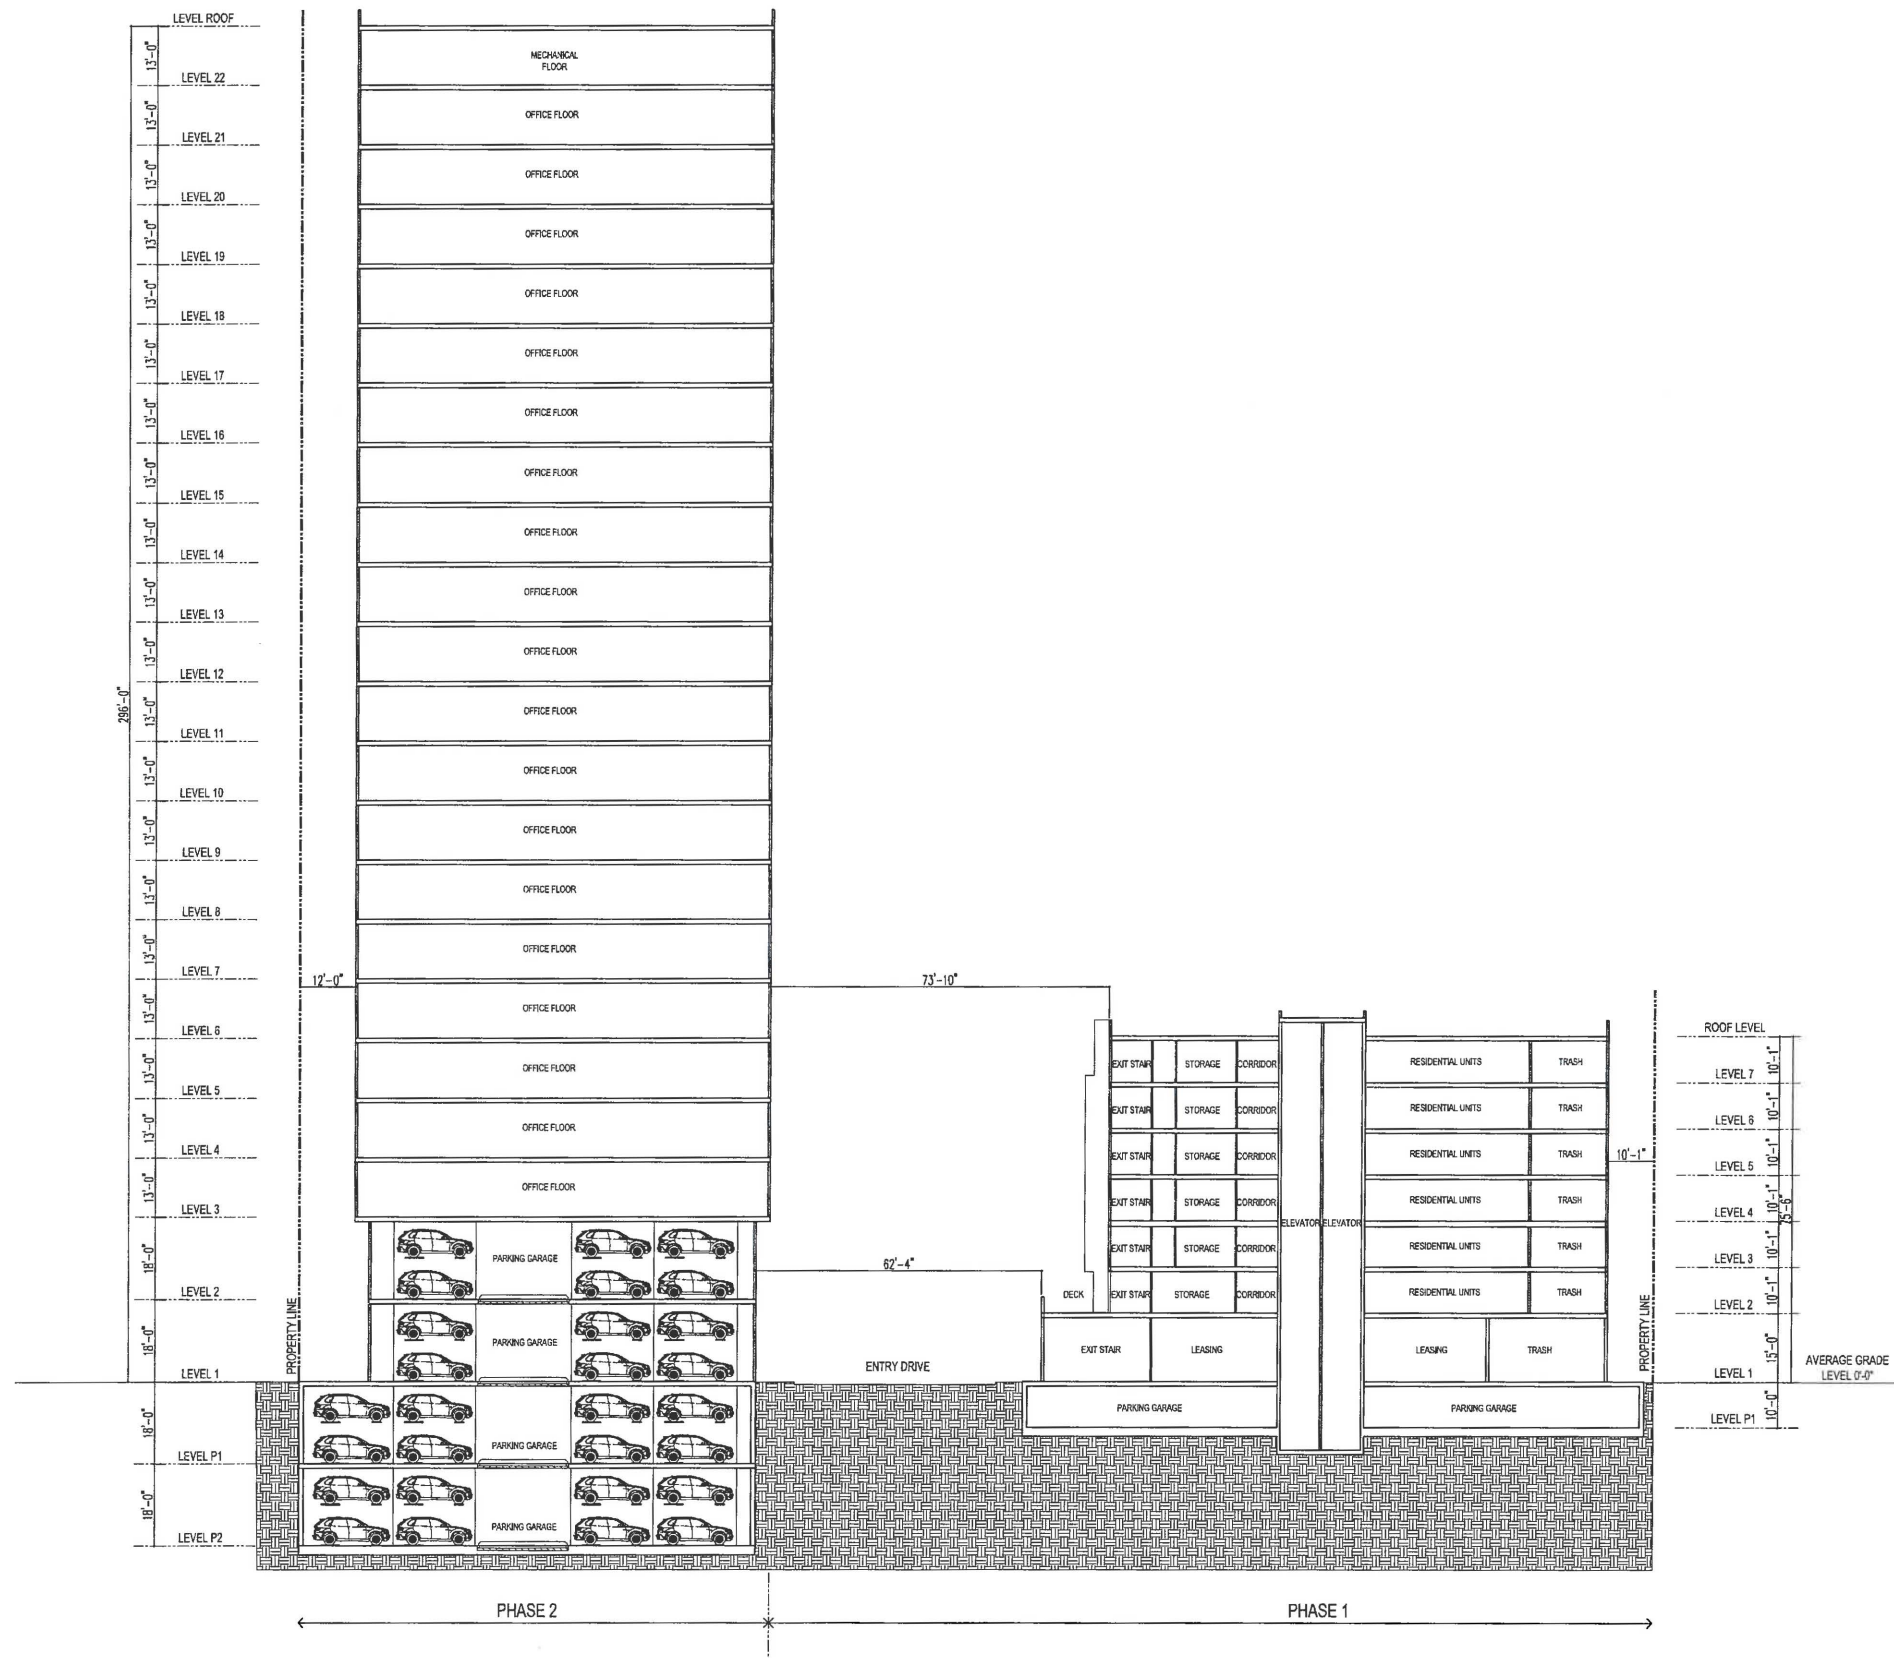 LEVEL ROOF
13'-0"
MECHANICAL
FLOOR
LEVEL 22
13'-0"
OFFICE FLOOR
LEVEL 21
13'-0"
OFFICE FLOOR
LEVEL 20
13'-0"
OFFICE FLOOR
LEVEL 19
13'-0"
OFFICE FLOOR
LEVEL 18
13'-0"
OFFICE FLOOR
LEVEL 17
13'-0"
OFFICE FLOOR
LEVEL 16
13'-0"
OFFICE FLOOR
LEVEL 15
13'-0"
OFFICE FLOOR
LEVEL 14
13'-0"
OFFICE FLOOR
LEVEL 13
13'-0"
OFFICE FLOOR
LEVEL 12
296'-0"
13'-0"
OFFICE FLOOR
LEVEL 11
13'-0"
OFFICE FLOOR
LEVEL 10
13'-0"
OFFICE FLOOR
LEVEL 9
13'-0"
OFFICE FLOOR
LEVEL 8
13'-0"
OFFICE FLOOR
LEVEL 7
12'-0"
73'-10"
13'-0"
OFFICE FLOOR
LEVEL 6
13'-0"
OFFICE FLOOR
LEVEL 5
13'-0"
OFFICE FLOOR
LEVEL 4
13'-0"
OFFICE FLOOR
LEVEL 3
18'-0"
PARKING GARAGE
LEVEL 2
18'-0"
PARKING GARAGE
PROPERTY LINE
LEVEL 1
18'-0"
PARKING GARAGE
LEVEL P1
18'-0"
PARKING GARAGE
LEVEL P2
62'-4"
ENTRY DRIVE
ROOF LEVEL
EXIT STAIR STORAGE CORRIDOR RESIDENTIAL UNITS TRASH 10'-1"
LEVEL 7
EXIT STAIR STORAGE CORRIDOR RESIDENTIAL UNITS TRASH 10'-1"
LEVEL 6
EXIT STAIR STORAGE CORRIDOR RESIDENTIAL UNITS TRASH 10'-1" 10'-1"
LEVEL 5
EXIT STAIR STORAGE CORRIDOR RESIDENTIAL UNITS TRASH 10'-1"
LEVEL 4
75'-6"
ELEVATOR ELEVATOR
EXIT STAIR STORAGE CORRIDOR RESIDENTIAL UNITS TRASH 10'-1"
LEVEL 3
DECK EXIT STAIR STORAGE CORRIDOR RESIDENTIAL UNITS TRASH 10'-1"
LEVEL 2
EXIT STAIR LEASING LEASING TRASH 15'-0"
PROPERTY LINE
LEVEL 1
AVERAGE GRADE
LEVEL 0'-0"
PARKING GARAGE PARKING GARAGE 10'-0"
LEVEL P1
PHASE 2 PHASE 1